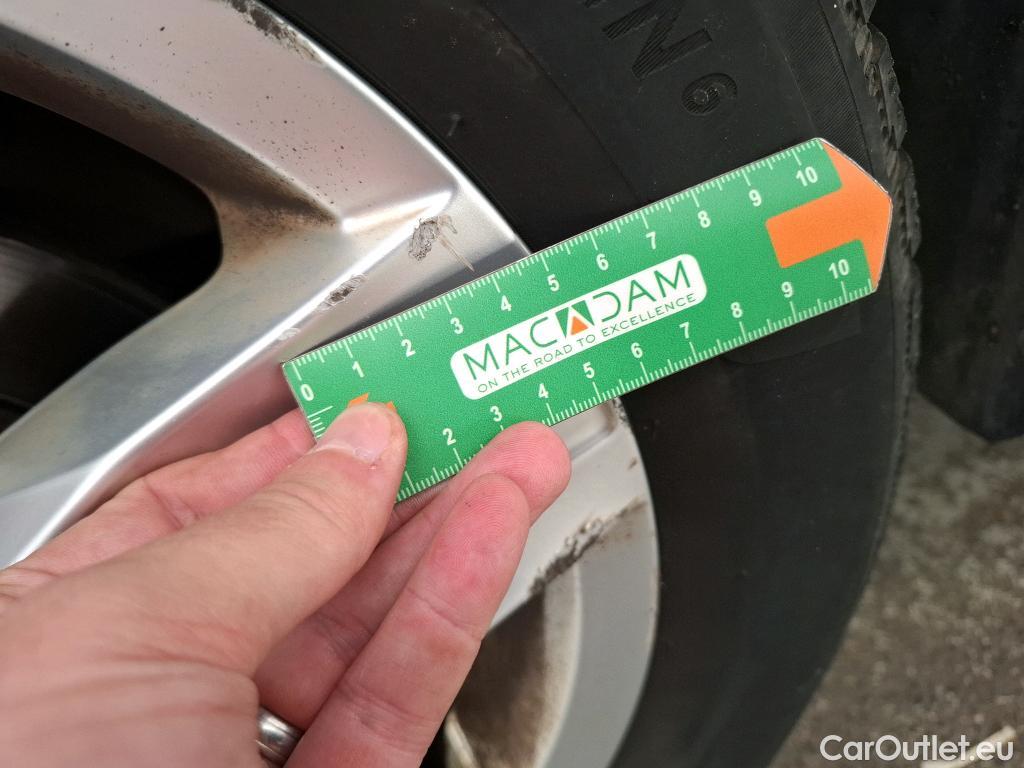 N6
0 1 2 3 4 5 6 7 8 9 10
MACADAM
ON THE ROAD TO EXCELLENCE
2 3 4 5 6 7 8 9 10
CarOutlet.eu